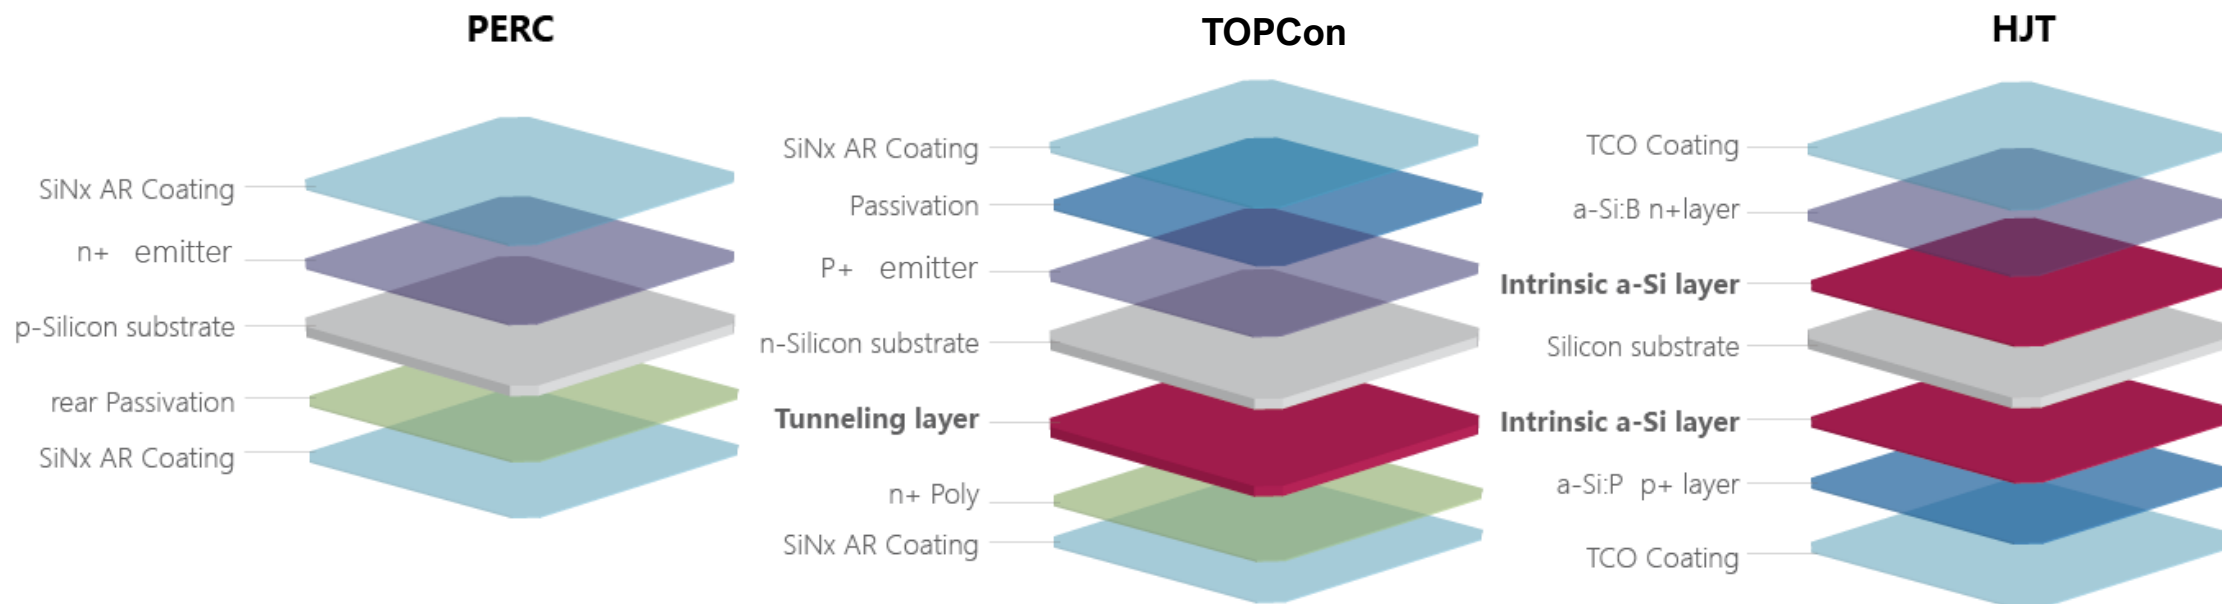 PERC
SiNx AR Coating
n+ emitter
p-Silicon substrate
rear Passivation
SiNx AR Coating
TOPCon
SiNx AR Coating
Passivation
P+ emitter
n-Silicon substrate
Tunneling layer
n+ Poly
SiNx AR Coating
HJT
TCO Coating
a-Si:B n+layer
Intrinsic a-Si layer
Silicon substrate
Intrinsic a-Si layer
a-Si:P p+ layer
TCO Coating